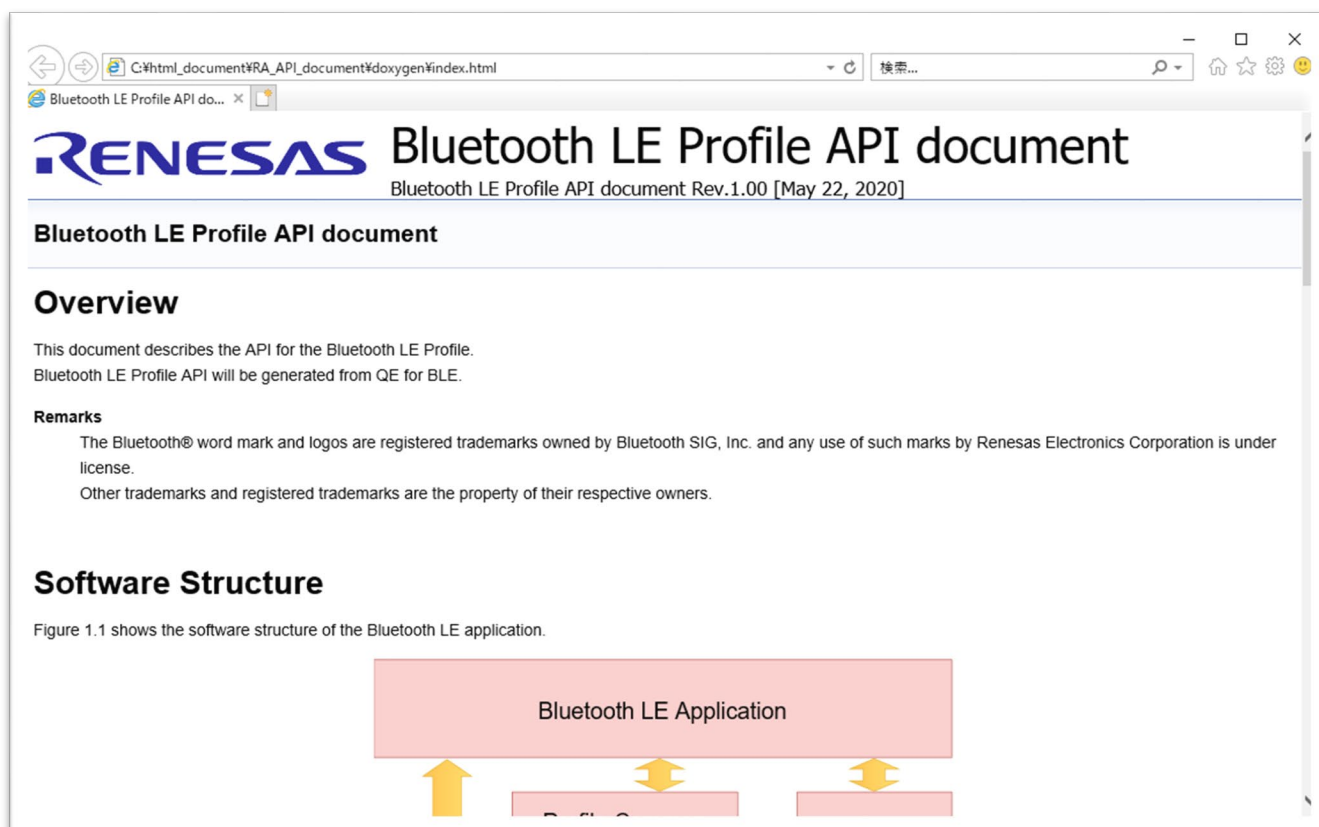 C:¥html_document¥RA_API_document¥doxygen¥index.html
検索...
Bluetooth LE Profile API do...
RENESAS
Bluetooth LE Profile API document
Bluetooth LE Profile API document Rev.1.00 [May 22, 2020]
Bluetooth LE Profile API document
Overview
This document describes the API for the Bluetooth LE Profile.
Bluetooth LE Profile API will be generated from QE for BLE.
Remarks
The Bluetooth® word mark and logos are registered trademarks owned by Bluetooth SIG, Inc. and any use of such marks by Renesas Electronics Corporation is under
license.
Other trademarks and registered trademarks are the property of their respective owners.
Software Structure
Figure 1.1 shows the software structure of the Bluetooth LE application.
Bluetooth LE Application